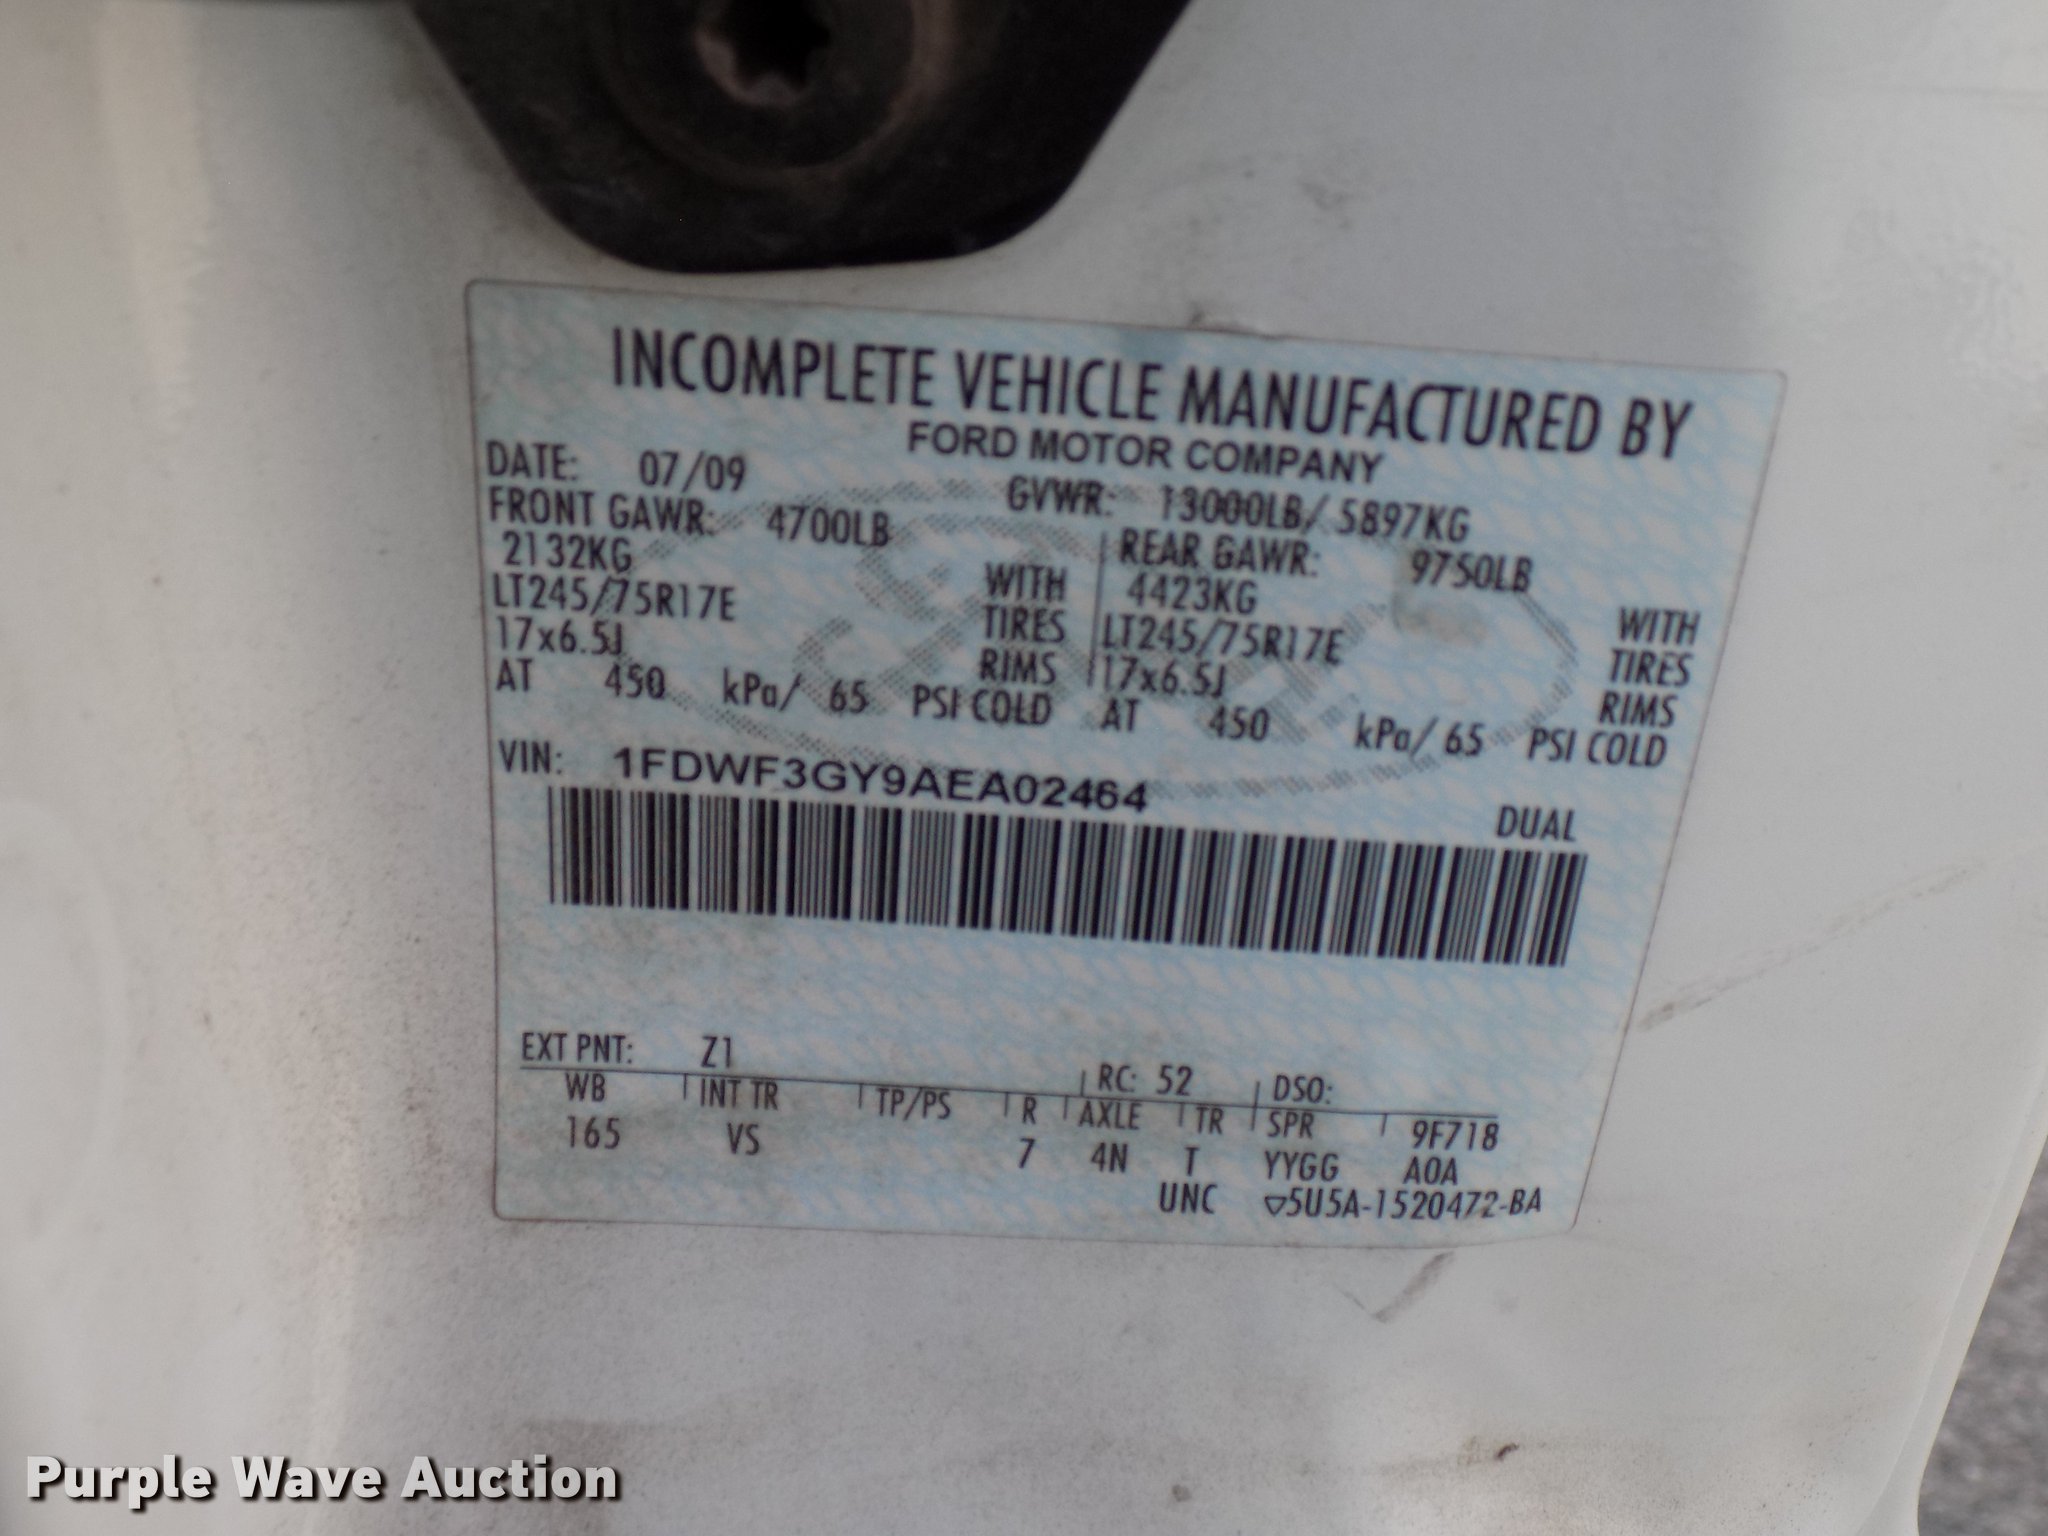 INCOMPLETE VEHICLE MANUFACTURED BY
FORD MOTOR COMPANY
DATE: 07/09 GVWR: 13000LB/ 5897KG
FRONT GAWR: 4700LB REAR GAWR: 9750LB
2132KG WITH 4423KG WITH
LT245/75R17E TIRES LT245/75R17E TIRES
17x6.5J RIMS 17x6.5J RIMS
AT 450 kPa/ 65 PSI COLD AT 450 kPa/ 65 PSI COLD
VIN: 1FDWF3GY9AEA02464
DUAL
EXT PNT: Z1 RC: 52 DSO:
WB INT TR TP/PS R AXLE TR SPR 9F718
165 VS 7 4N T YYGG A0A
UNC ▽5U5A-1520472-BA
Purple Wave Auction